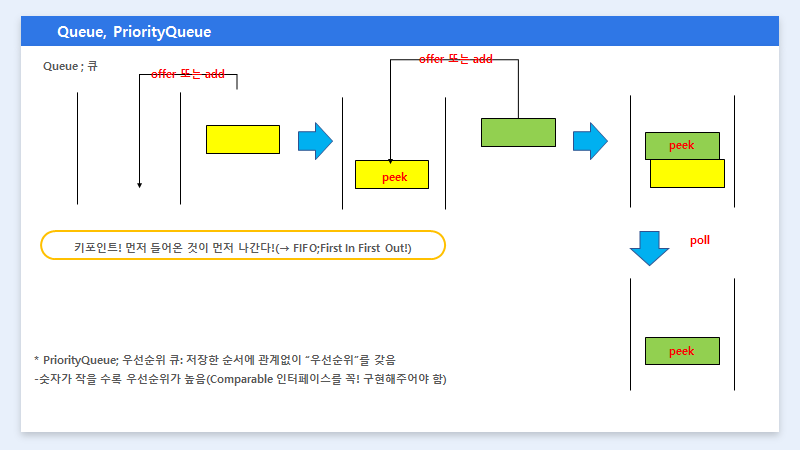 Queue, PriorityQueue
Queue ; 큐
offer 또는 add
offer 또는 add
peek
peek
키포인트! 먼저 들어온 것이 먼저 나간다!(→ FIFO;First In First Out!)
poll
peek
* PriorityQueue; 우선순위 큐: 저장한 순서에 관계없이 “우선순위”를 갖음
-숫자가 작을 수록 우선순위가 높음(Comparable 인터페이스를 꼭! 구현해주어야 함)